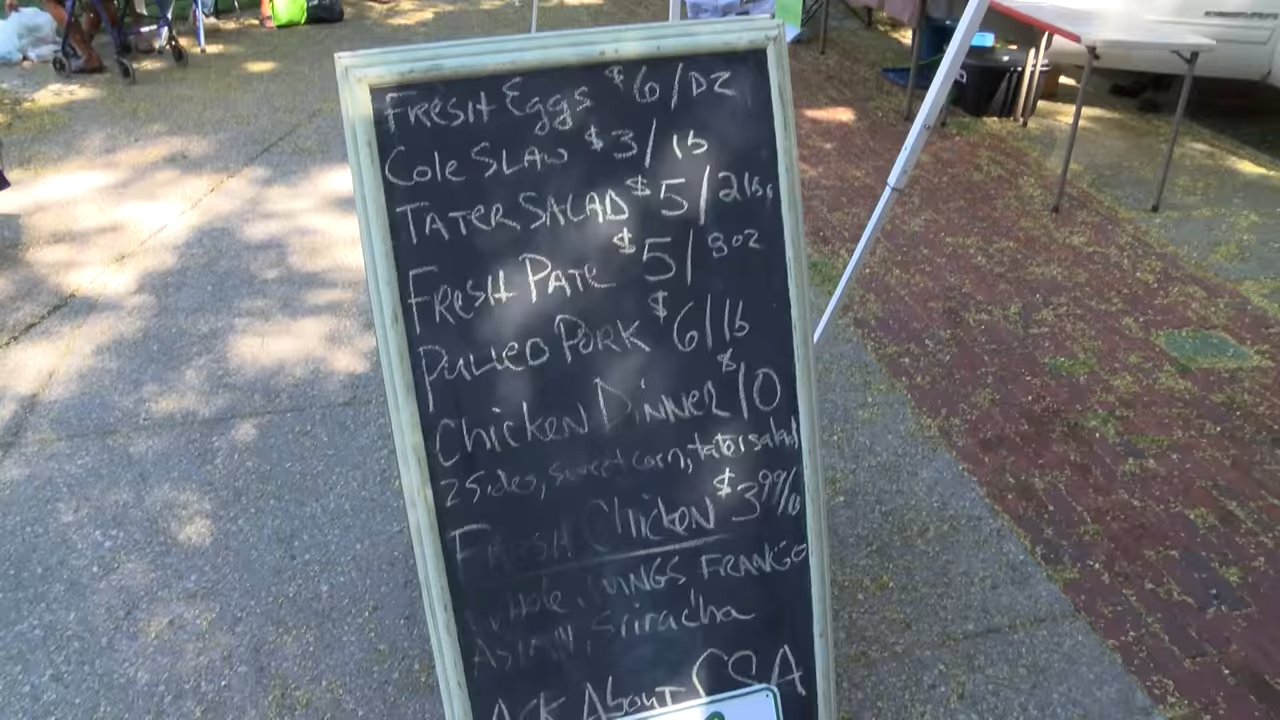 FRESH Eggs $6/DZ
Cole SLAW $3/lb
TATER SALAD $5/2lbs
FRESH PATE $5/8oz
PULLED PORK $6/lb
Chicken Dinner $10
2 Sides, sweet corn, tator salad
FRESH Chicken $3.99/lb
Whole, WINGS FRANGO
ASIAN, Sriracha
ASK About CSA